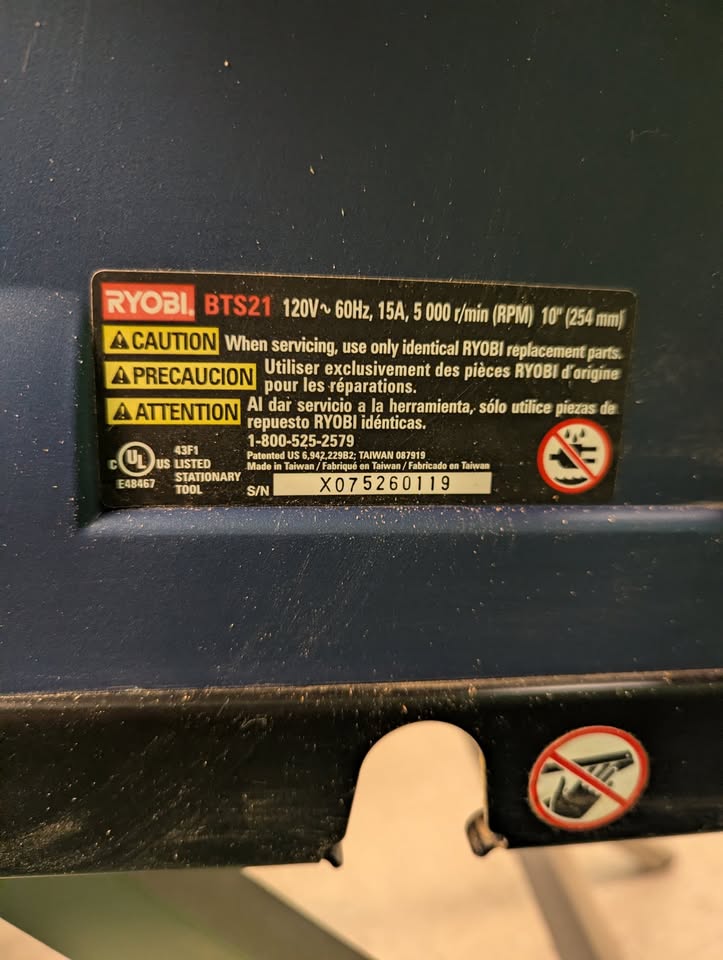 RYOBI. BTS21 120V~ 60Hz, 15A, 5 000 r/min (RPM) 10" (254 mm)
CAUTION When servicing, use only identical RYOBI replacement parts.
PRECAUCION Utiliser exclusivement des pièces RYOBI d'origine
pour les réparations.
ATTENTION Al dar servicio a la herramienta, sólo utilice piezas de
repuesto RYOBI idénticas.
1-800-525-2579
Patented US 6,942,229B2; TAIWAN 087919
Made in Taiwan / Fabriqué en Taiwan / Fabricado en Taiwan
C UL US
E48467
43F1
LISTED
STATIONARY
TOOL
S/N X075260119